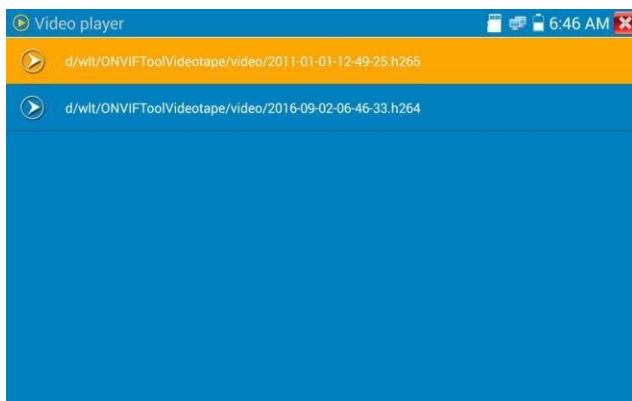 Video player
6:46 AM
d/wlt/ONVIFToolVideotape/video/2011-01-01-12-49-25.h265
d/wlt/ONVIFToolVideotape/video/2016-09-02-06-46-33.h264